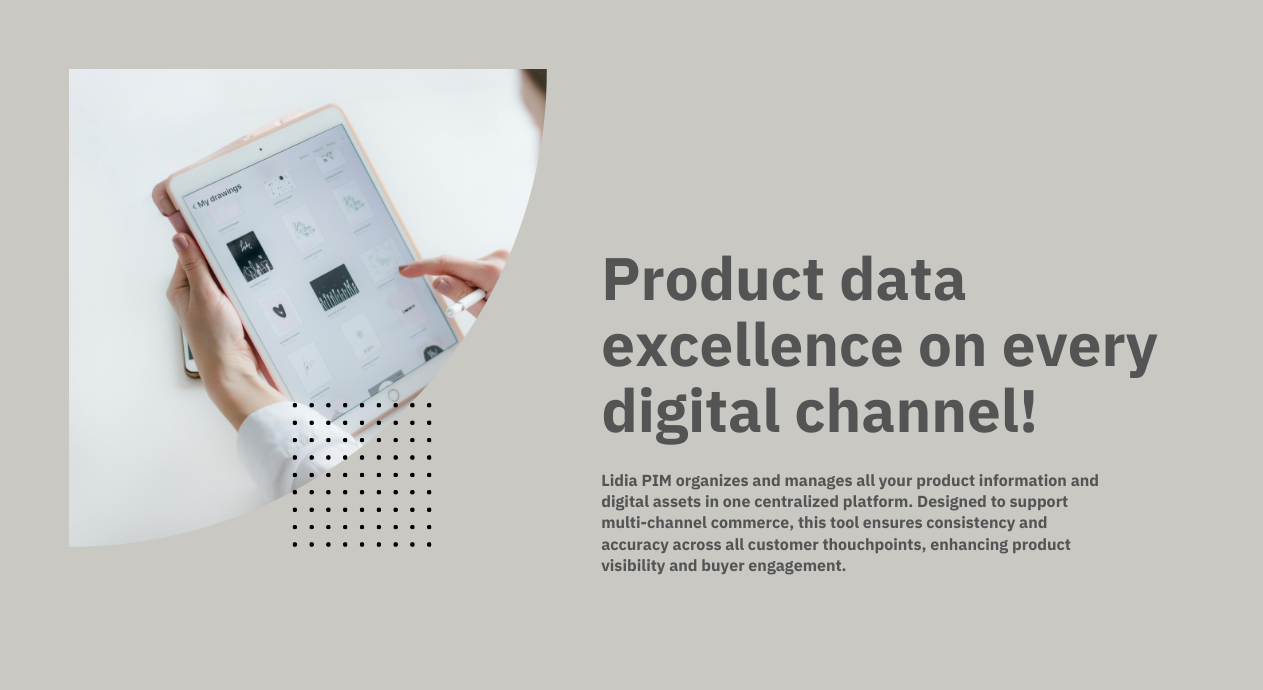 My drawings
Product data
excellence on every
digital channel!
Lidia PIM organizes and manages all your product information and
digital assets in one centralized platform. Designed to support
multi-channel commerce, this tool ensures consistency and
accuracy across all customer thouchpoints, enhancing product
visibility and buyer engagement.